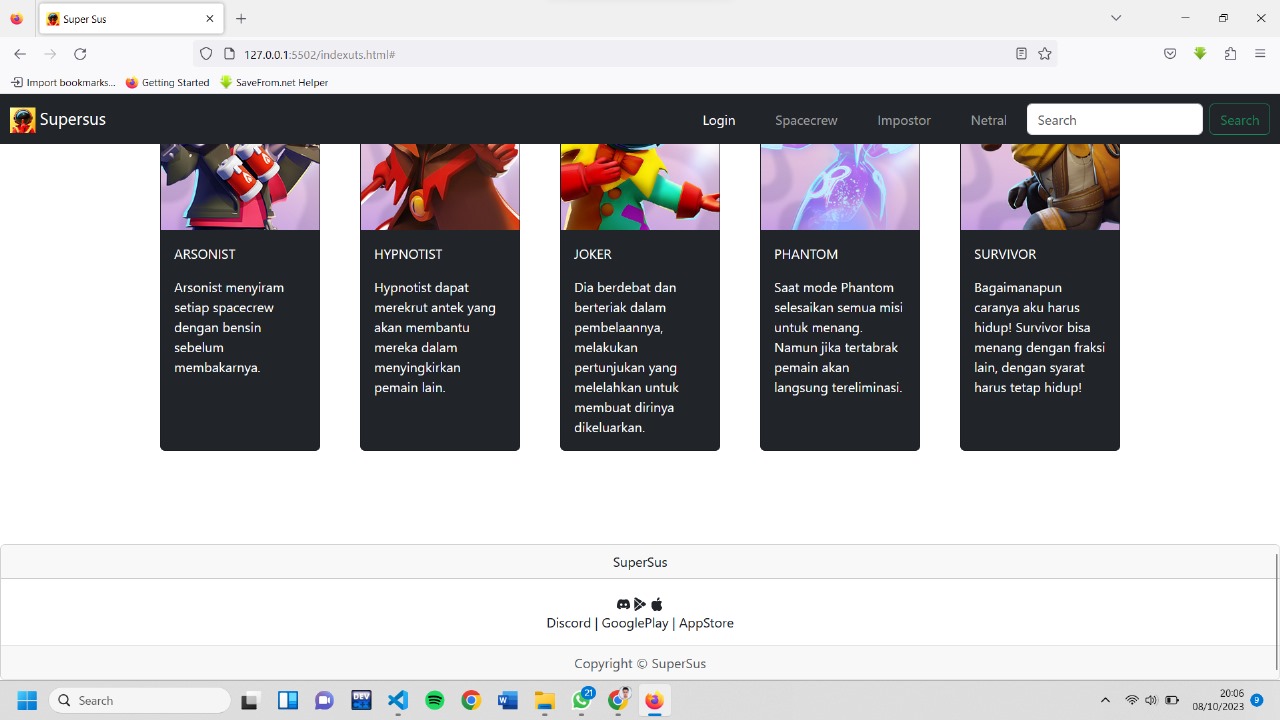 Super Sus
127.0.0.1:5502/indexuts.html#
Import bookmarks...
Getting Started
SaveFrom.net Helper
Supersus
Login
Spacecrew
Impostor
Netral
Search
Search
ARSONIST
Arsonist menyiram
setiap spacecrew
dengan bensin
sebelum
membakarnya.
HYPNOTIST
Hypnotist dapat
merekrut antek yang
akan membantu
mereka dalam
menyingkirkan
pemain lain.
JOKER
Dia berdebat dan
berteriak dalam
pembelaannya,
melakukan
pertunjukan yang
melelahkan untuk
membuat dirinya
dikeluarkan.
PHANTOM
Saat mode Phantom
selesaikan semua misi
untuk menang.
Namun jika tertabrak
pemain akan
langsung tereliminasi.
SURVIVOR
Bagaimanapun
caranya aku harus
hidup! Survivor bisa
menang dengan fraksi
lain, dengan syarat
harus tetap hidup!
SuperSus
Discord | GooglePlay | AppStore
Copyright © SuperSus
Search
DEV
W
21
20:06
08/10/2023
9